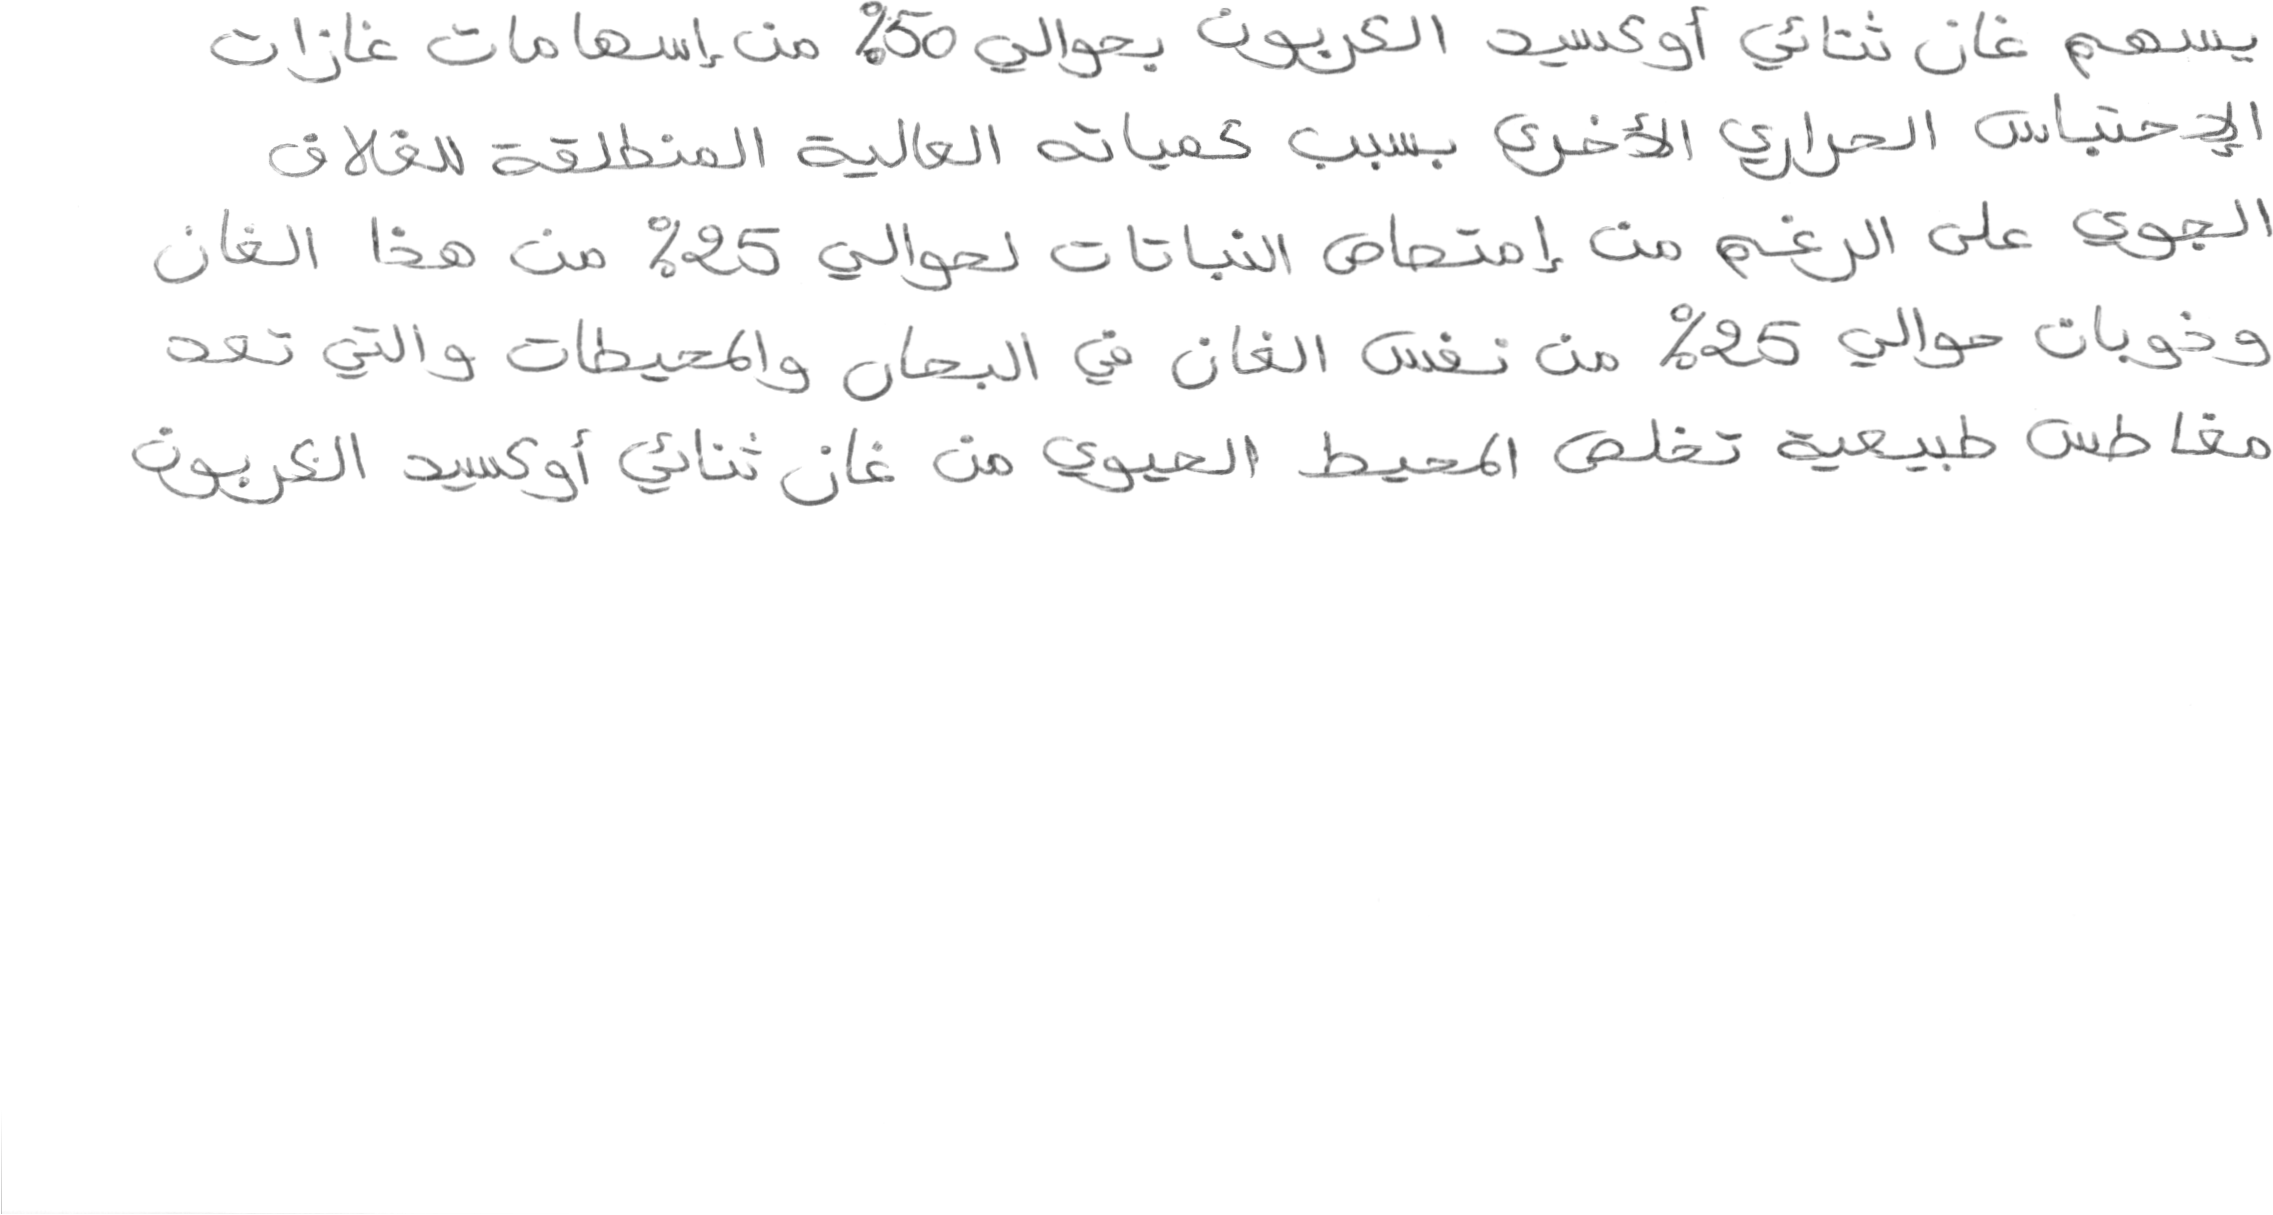 يسهم غاز ثنائي أوكسيد الكربون بحوالي 50% من إسهامات غازات
الإحتباس الحراري الأخرى بسبب كمياته العالية المنطلقة للغلاف
الجوي على الرغم من إمتصاص النباتات لحوالي 25% من هذا الغاز
وذوبان حوالي 25% من نفس الغاز في البحار والمحيطات والتي تعد
مغاطس طبيعية تخلص المحيط الحيوي من غاز ثنائي أوكسيد الكربون